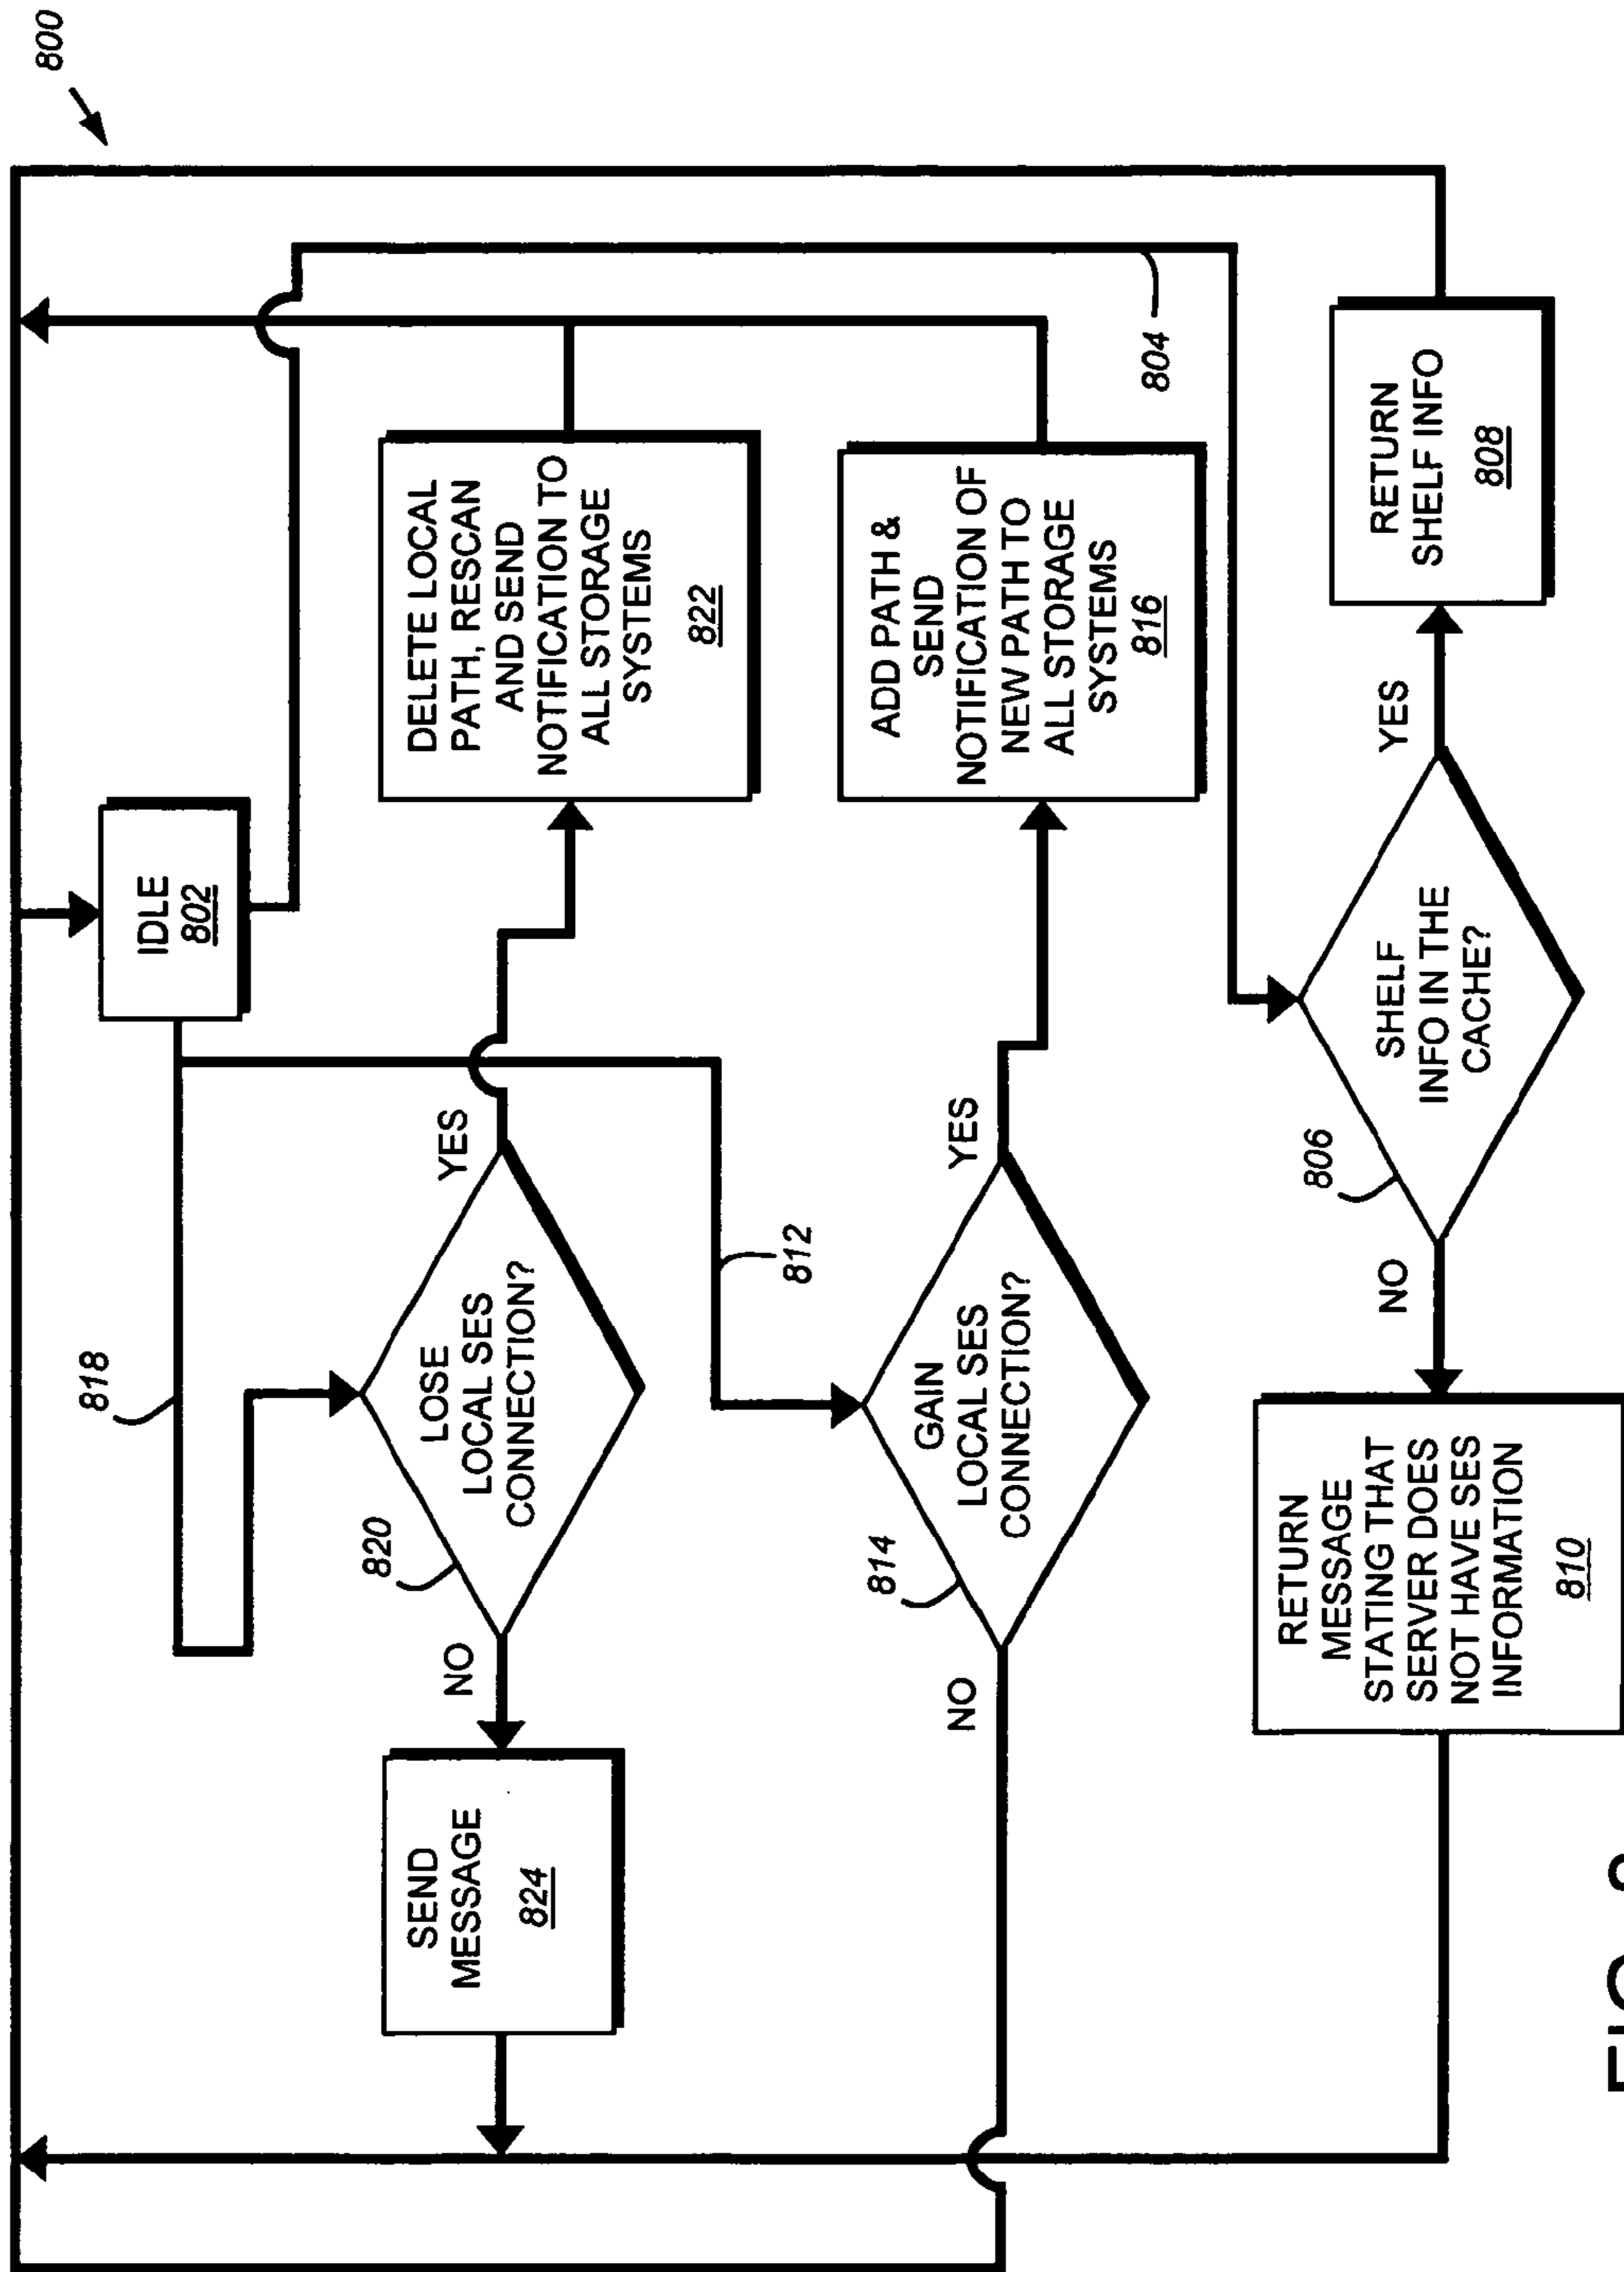 800
IDLE
802
818
LOSE
LOCAL SES
CONNECTION?
820
YES
NO
DELETE LOCAL
PATH, RESCAN
AND SEND
NOTIFICATION TO
ALL STORAGE
SYSTEMS
822
SEND
MESSAGE
824
812
GAIN
LOCAL SES
CONNECTION?
814
YES
NO
ADD PATH &
SEND
NOTIFICATION OF
NEW PATH TO
ALL STORAGE
SYSTEMS
816
804
SHELF
INFO IN THE
CACHE?
806
YES
NO
RETURN
SHELF INFO
808
RETURN
MESSAGE
STATING THAT
SERVER DOES
NOT HAVE SES
INFORMATION
810